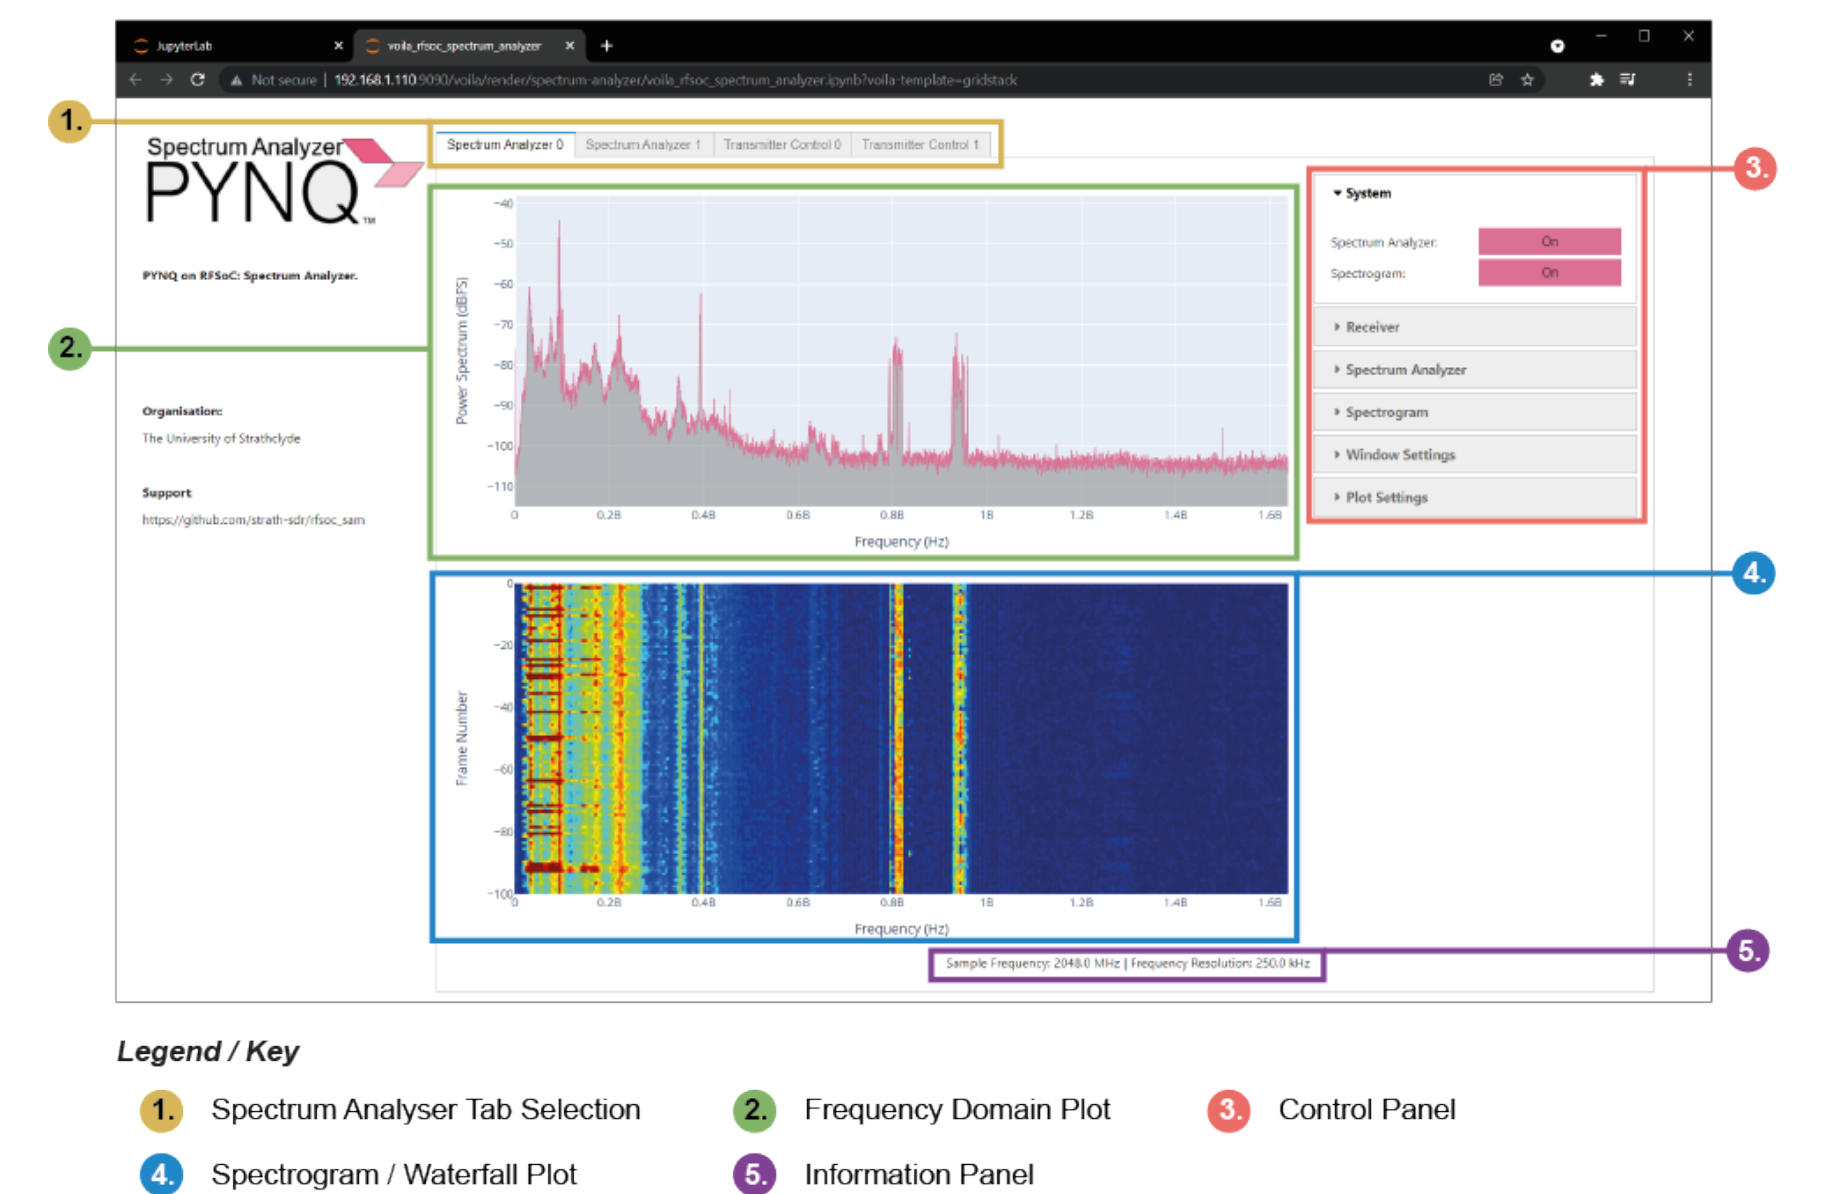 JupyterLab
voila_rfsoc_spectrum_analyzer
Not secure | 192.168.1.110:9090/voila/render/spectrum-analyzer/voila_rfsoc_spectrum_analyzer.ipynb?voila-template=gridstack
1.
Spectrum Analyzer
PYNQ
TM
Spectrum Analyzer 0
Spectrum Analyzer 1
Transmitter Control 0
Transmitter Control 1
3.
PYNQ on RFSoC: Spectrum Analyzer.
2.
Organisation:
The University of Strathclyde
Support
https://github.com/strath-sdr/rfsoc_sam
Power Spectrum (dBFS)
−40
−50
−60
−70
−80
−90
−100
−110
0 0.2B 0.4B 0.6B 0.8B 1B 1.2B 1.4B 1.6B
Frequency (Hz)
System
Spectrum Analyzer: On
Spectrogram: On
Receiver
Spectrum Analyzer
Spectrogram
Window Settings
Plot Settings
4.
Frame Number
0
−20
−40
−60
−80
−100
0 0.2B 0.4B 0.6B 0.8B 1B 1.2B 1.4B 1.6B
Frequency (Hz)
Sample Frequency: 2048.0 MHz | Frequency Resolution: 250.0 kHz
5.
Legend / Key
1. Spectrum Analyser Tab Selection
2. Frequency Domain Plot
3. Control Panel
4. Spectrogram / Waterfall Plot
5. Information Panel